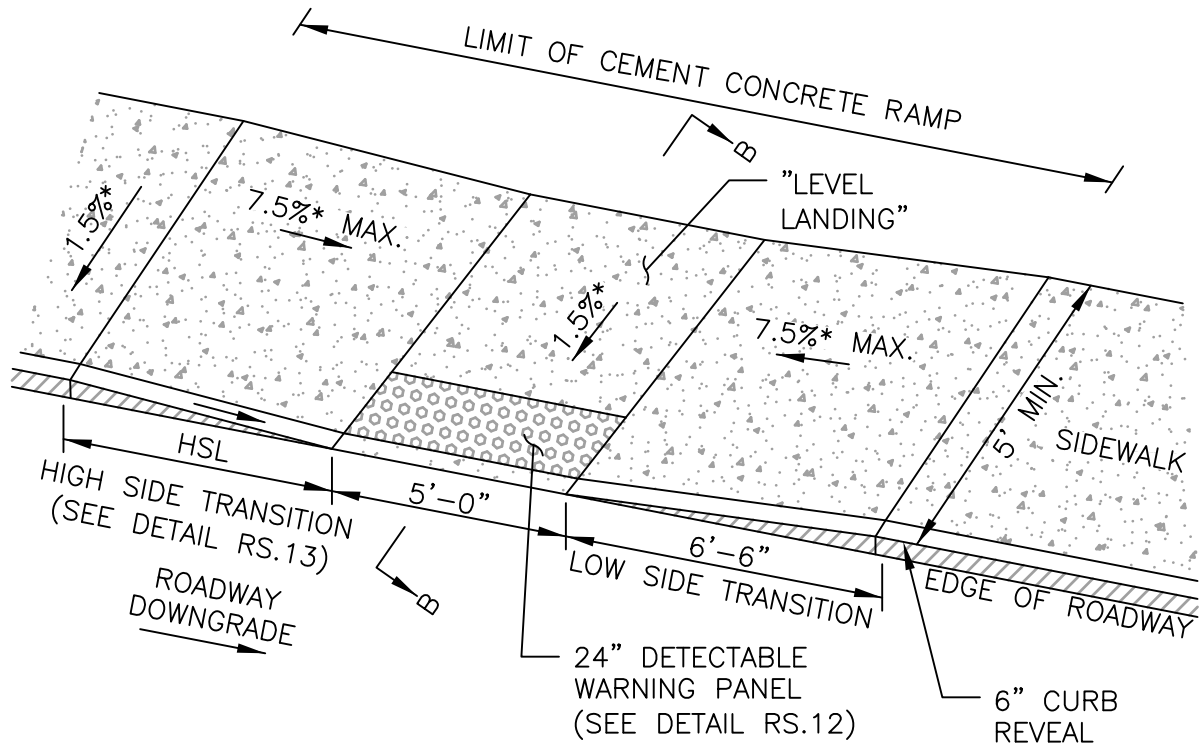 LIMIT OF CEMENT CONCRETE RAMP
B
"LEVEL
LANDING"
1.5%*
7.5%* MAX.
1.5%*
7.5%* MAX.
5' MIN.
SIDEWALK
HSL
HIGH SIDE TRANSITION
(SEE DETAIL RS.13)
5'-0"
6'-6"
LOW SIDE TRANSITION
EDGE OF ROADWAY
B
ROADWAY
DOWNGRADE
24" DETECTABLE
WARNING PANEL
(SEE DETAIL RS.12)
6" CURB
REVEAL